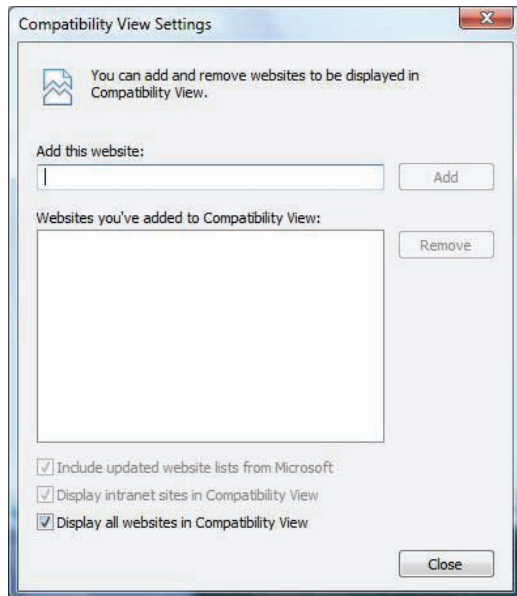 Compatibility View Settings
You can add and remove websites to be displayed in
Compatibility View.
Add this website:
Add
Websites you've added to Compatibility View:
Remove
Include updated website lists from Microsoft
Display intranet sites in Compatibility View
Display all websites in Compatibility View
Close